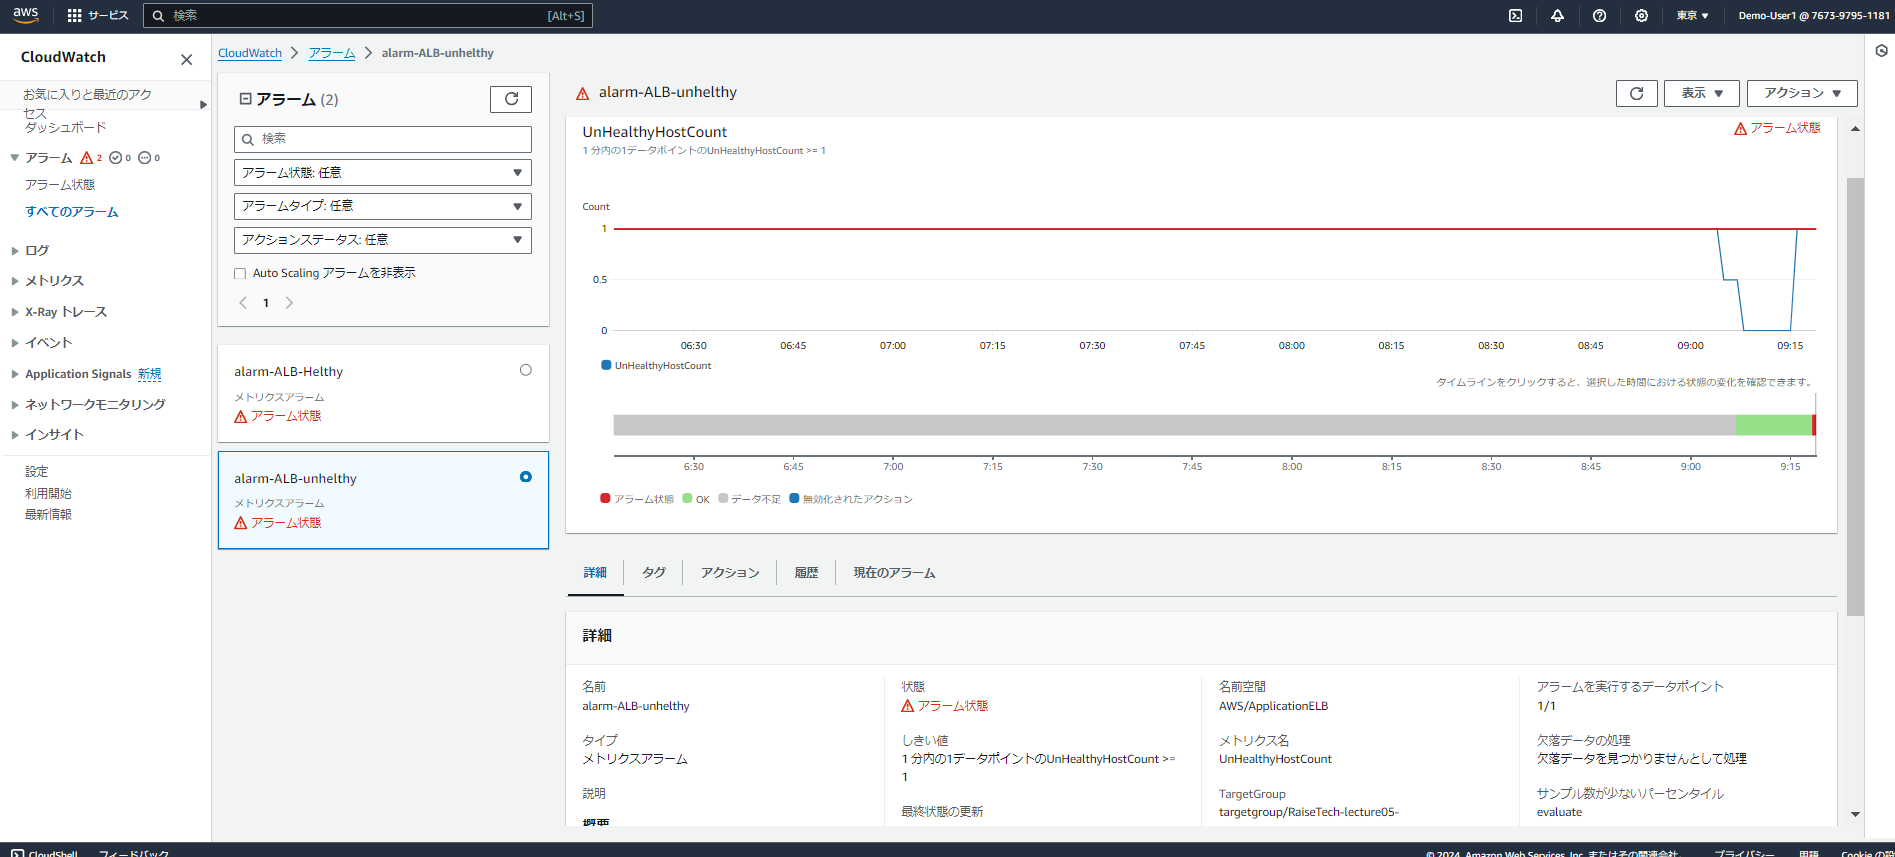 aws
サービス
検索
[Alt+S]
東京 ▼
Demo-User1 @ 7673-9795-1181
CloudWatch
お気に入りと最近のアク
セス
ダッシュボード
アラーム 2 0 0
アラーム状態
すべてのアラーム
ログ
メトリクス
X-Ray トレース
イベント
Application Signals 新規
ネットワークモニタリング
インサイト
設定
利用開始
最新情報
CloudWatch > アラーム > alarm-ALB-unhelthy
アラーム (2)
検索
アラーム状態: 任意
アラームタイプ: 任意
アクションステータス: 任意
Auto Scaling アラームを非表示
1
alarm-ALB-Helthy
メトリクスアラーム
アラーム状態
alarm-ALB-unhelthy
メトリクスアラーム
アラーム状態
alarm-ALB-unhelthy
表示 ▼
アクション ▼
UnHealthyHostCount
アラーム状態
1 分内の1データポイントのUnHealthyHostCount >= 1
Count
1
0.5
0
06:30 06:45 07:00 07:15 07:30 07:45 08:00 08:15 08:30 08:45 09:00 09:15
UnHealthyHostCount
タイムラインをクリックすると、選択した時間における状態の変化を確認できます。
6:30 6:45 7:00 7:15 7:30 7:45 8:00 8:15 8:30 8:45 9:00 9:15
アラーム状態 OK データ不足 無効化されたアクション
詳細 タグ アクション 履歴 現在のアラーム
詳細
名前
alarm-ALB-unhelthy
タイプ
メトリクスアラーム
説明
概要
状態
アラーム状態
しきい値
1 分内の1データポイントのUnHealthyHostCount >=
1
最終状態の更新
名前空間
AWS/ApplicationELB
メトリクス名
UnHealthyHostCount
TargetGroup
targetgroup/RaiseTech-lecture05-
アラームを実行するデータポイント
1/1
欠落データの処理
欠落データを見つかりませんとして処理
サンプル数が少ないパーセンタイル
evaluate
CloudShell フィードバック
© 2024, Amazon Web Services, Inc. またはその関連会社。 プライバシー 用語 Cookie の設